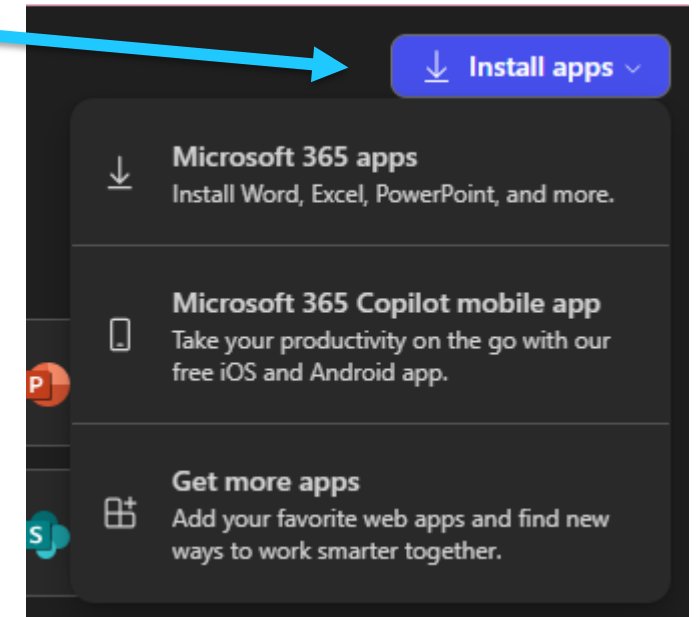 Install apps
Microsoft 365 apps
Install Word, Excel, PowerPoint, and more.
Microsoft 365 Copilot mobile app
Take your productivity on the go with our
free iOS and Android app.
P
Get more apps
Add your favorite web apps and find new
S
ways to work smarter together.